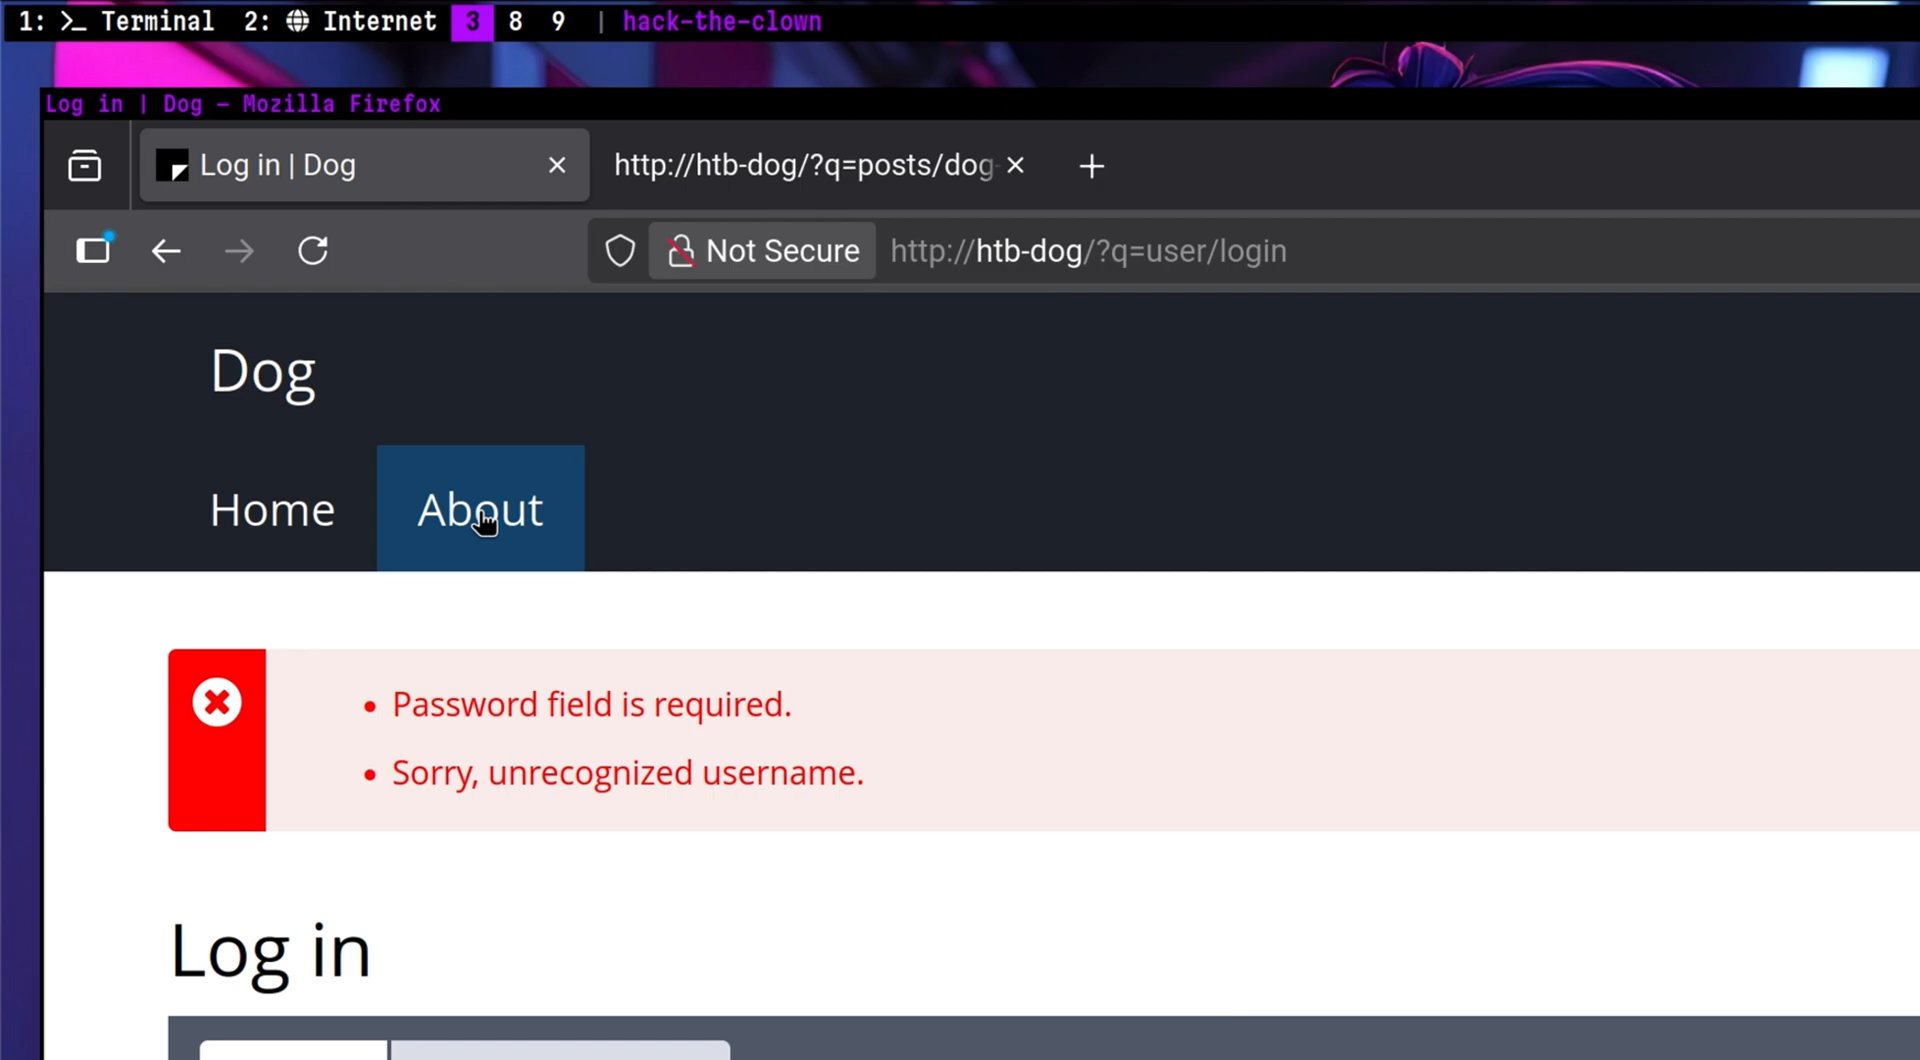 1: >_ Terminal 2: Internet 3 8 9 | hack-the-clown
Log in | Dog — Mozilla Firefox
Log in | Dog http://htb-dog/?q=posts/dog-
Not Secure http://htb-dog/?q=user/login
Dog
Home About
• Password field is required.
• Sorry, unrecognized username.
Log in